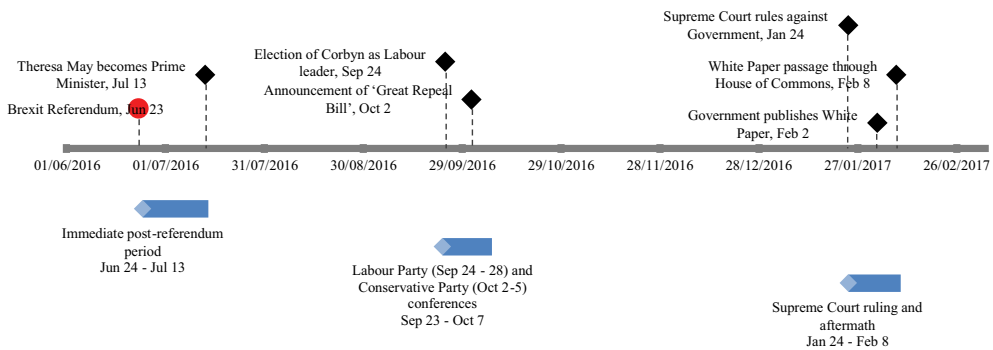 Supreme Court rules against
Government, Jan 24
Election of Corbyn as Labour
leader, Sep 24
Theresa May becomes Prime
Minister, Jul 13
White Paper passage through
House of Commons, Feb 8
Announcement of ‘Great Repeal
Bill’, Oct 2
Brexit Referendum, Jun 23
Government publishes White
Paper, Feb 2
01/06/2016 01/07/2016 31/07/2016 30/08/2016 29/09/2016 29/10/2016 28/11/2016 28/12/2016 27/01/2017 26/02/2017
Immediate post-referendum
period
Jun 24 - Jul 13
Labour Party (Sep 24 - 28) and
Conservative Party (Oct 2-5)
conferences
Sep 23 - Oct 7
Supreme Court ruling and
aftermath
Jan 24 - Feb 8